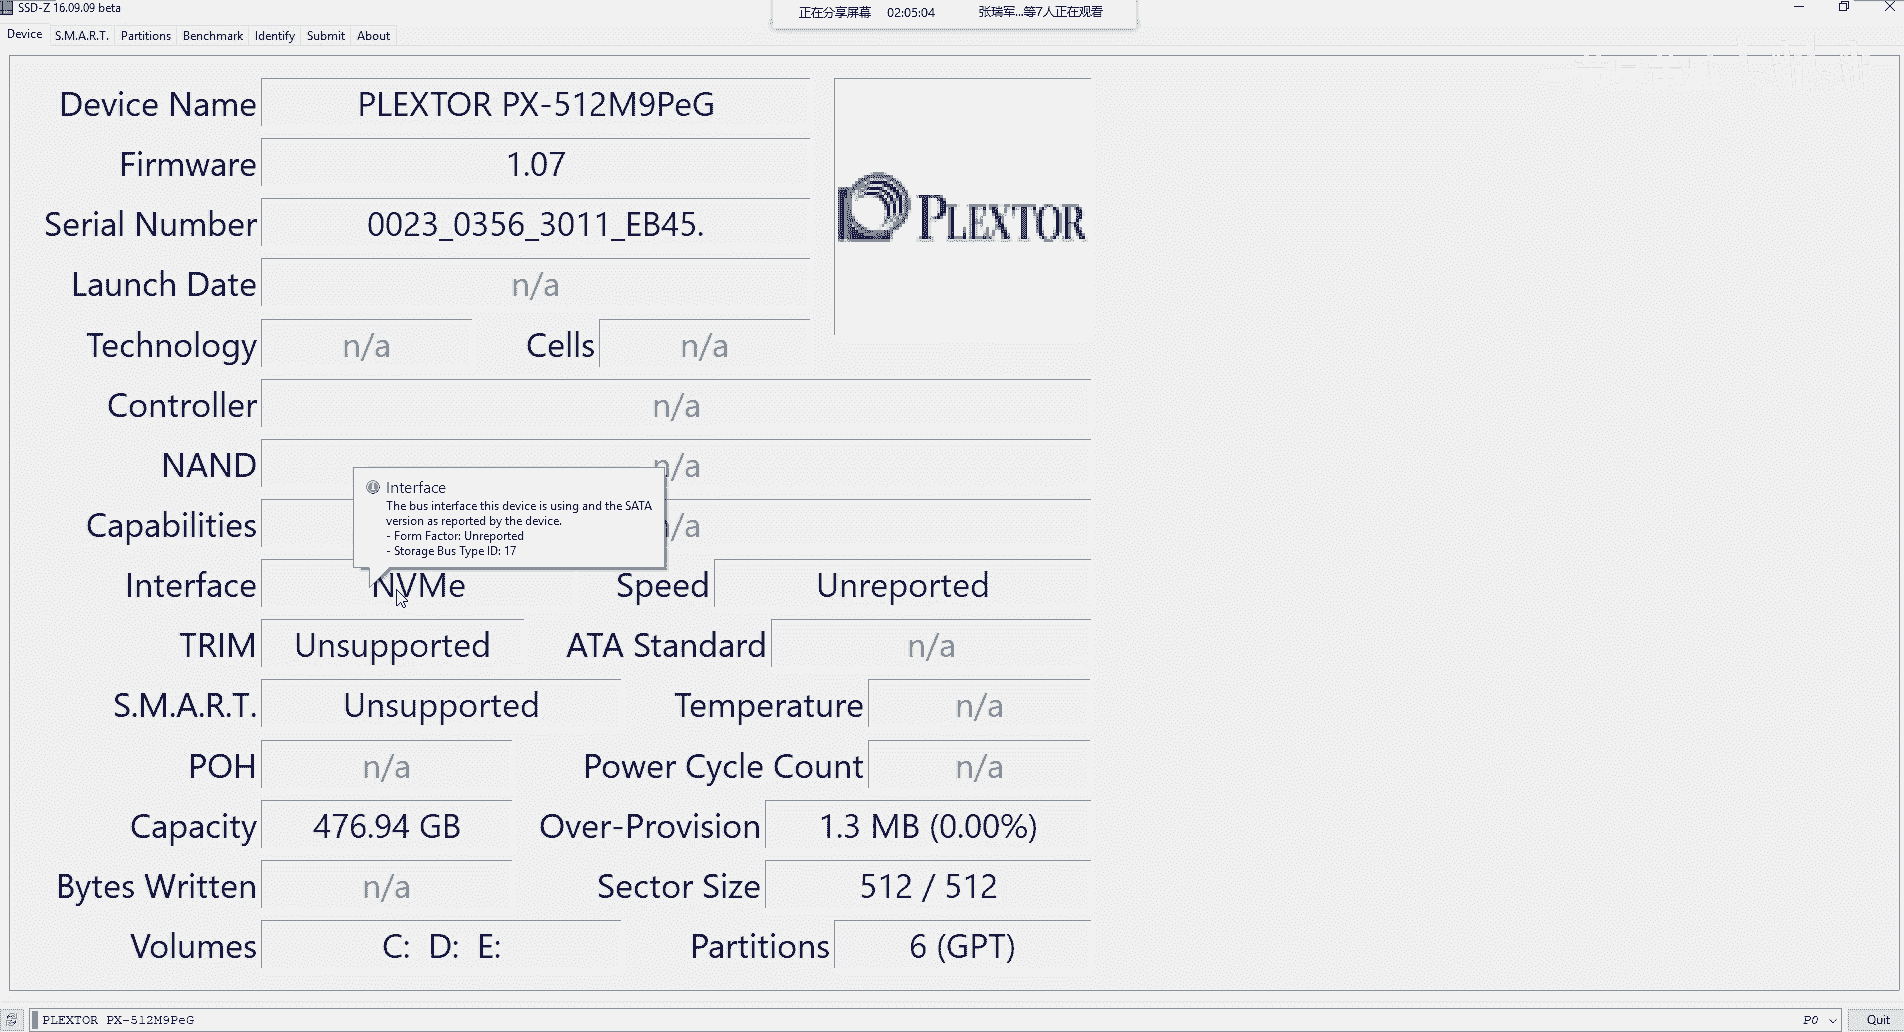 SSD-Z 16.09.09 beta
正在分享屏幕 02:05:04 张瑞军...等7人正在观看
Device S.M.A.R.T. Partitions Benchmark Identify Submit About
Device Name PLEXTOR PX-512M9PeG
Firmware 1.07
PLEXTOR
Serial Number 0023_0356_3011_EB45.
Launch Date n/a
Technology n/a Cells n/a
Controller n/a
NAND n/a
Interface
The bus interface this device is using and the SATA
version as reported by the device.
- Form Factor: Unreported
- Storage Bus Type ID: 17
Capabilities n/a
Interface NVMe Speed Unreported
TRIM Unsupported ATA Standard n/a
S.M.A.R.T. Unsupported Temperature n/a
POH n/a Power Cycle Count n/a
Capacity 476.94 GB Over-Provision 1.3 MB (0.00%)
Bytes Written n/a Sector Size 512 / 512
Volumes C: D: E: Partitions 6 (GPT)
PLEXTOR PX-512M9PeG P0 Quit